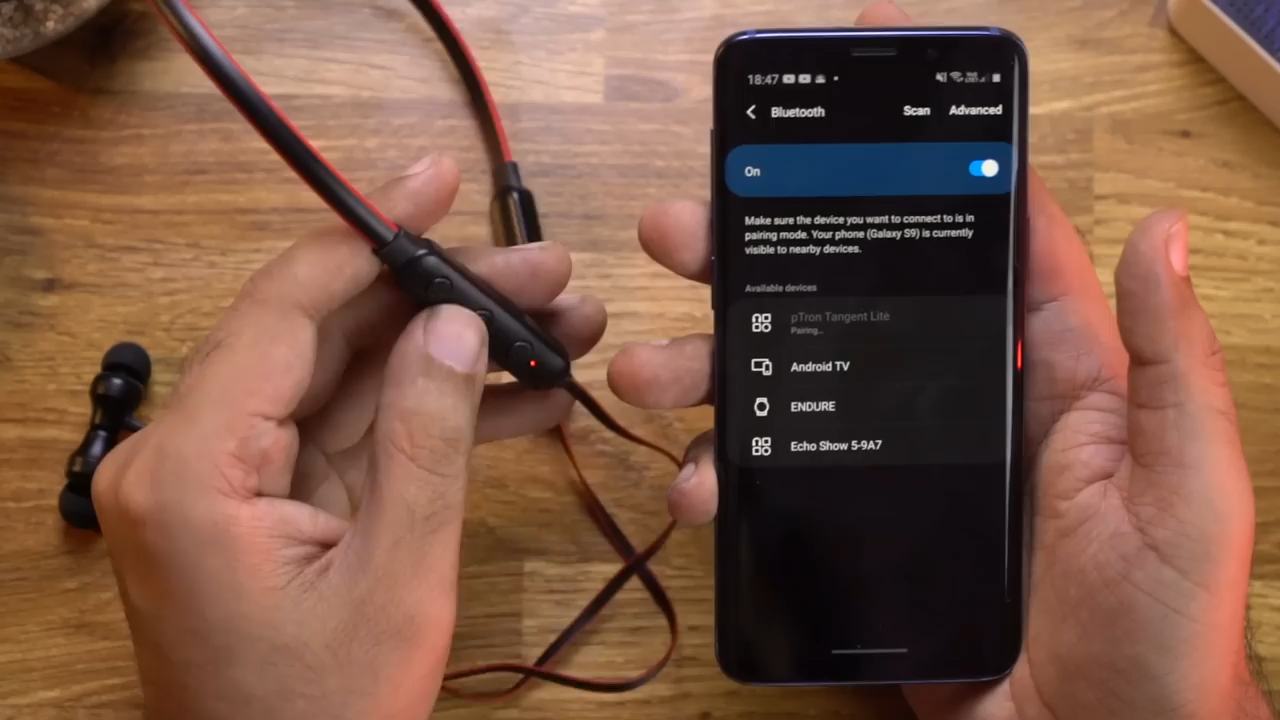 18:47
Bluetooth Scan Advanced
On
Make sure the device you want to connect to is in
pairing mode. Your phone (Galaxy S9) is currently
visible to nearby devices.
Available devices
pTron Tangent Lite
Pairing...
Android TV
ENDURE
Echo Show 5-9A7